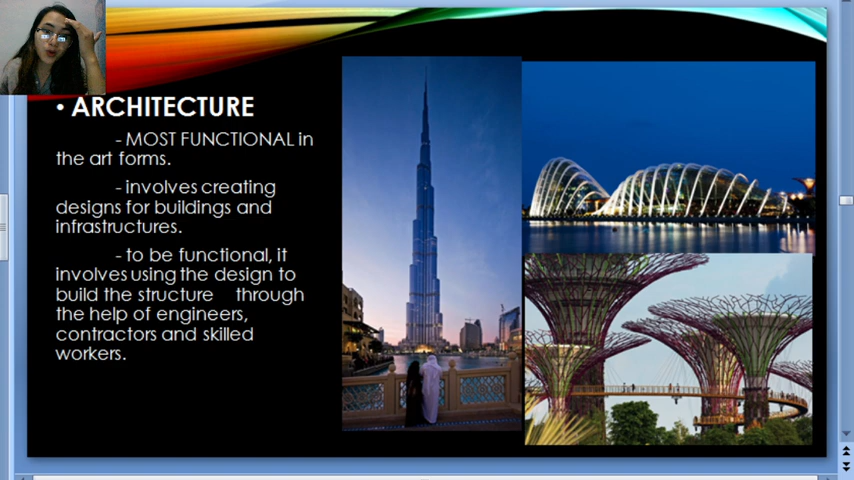 • ARCHITECTURE
- MOST FUNCTIONAL in
the art forms.
- involves creating
designs for buildings and
infrastructures.
- to be functional, it
involves using the design to
build the structure through
the help of engineers,
contractors and skilled
workers.